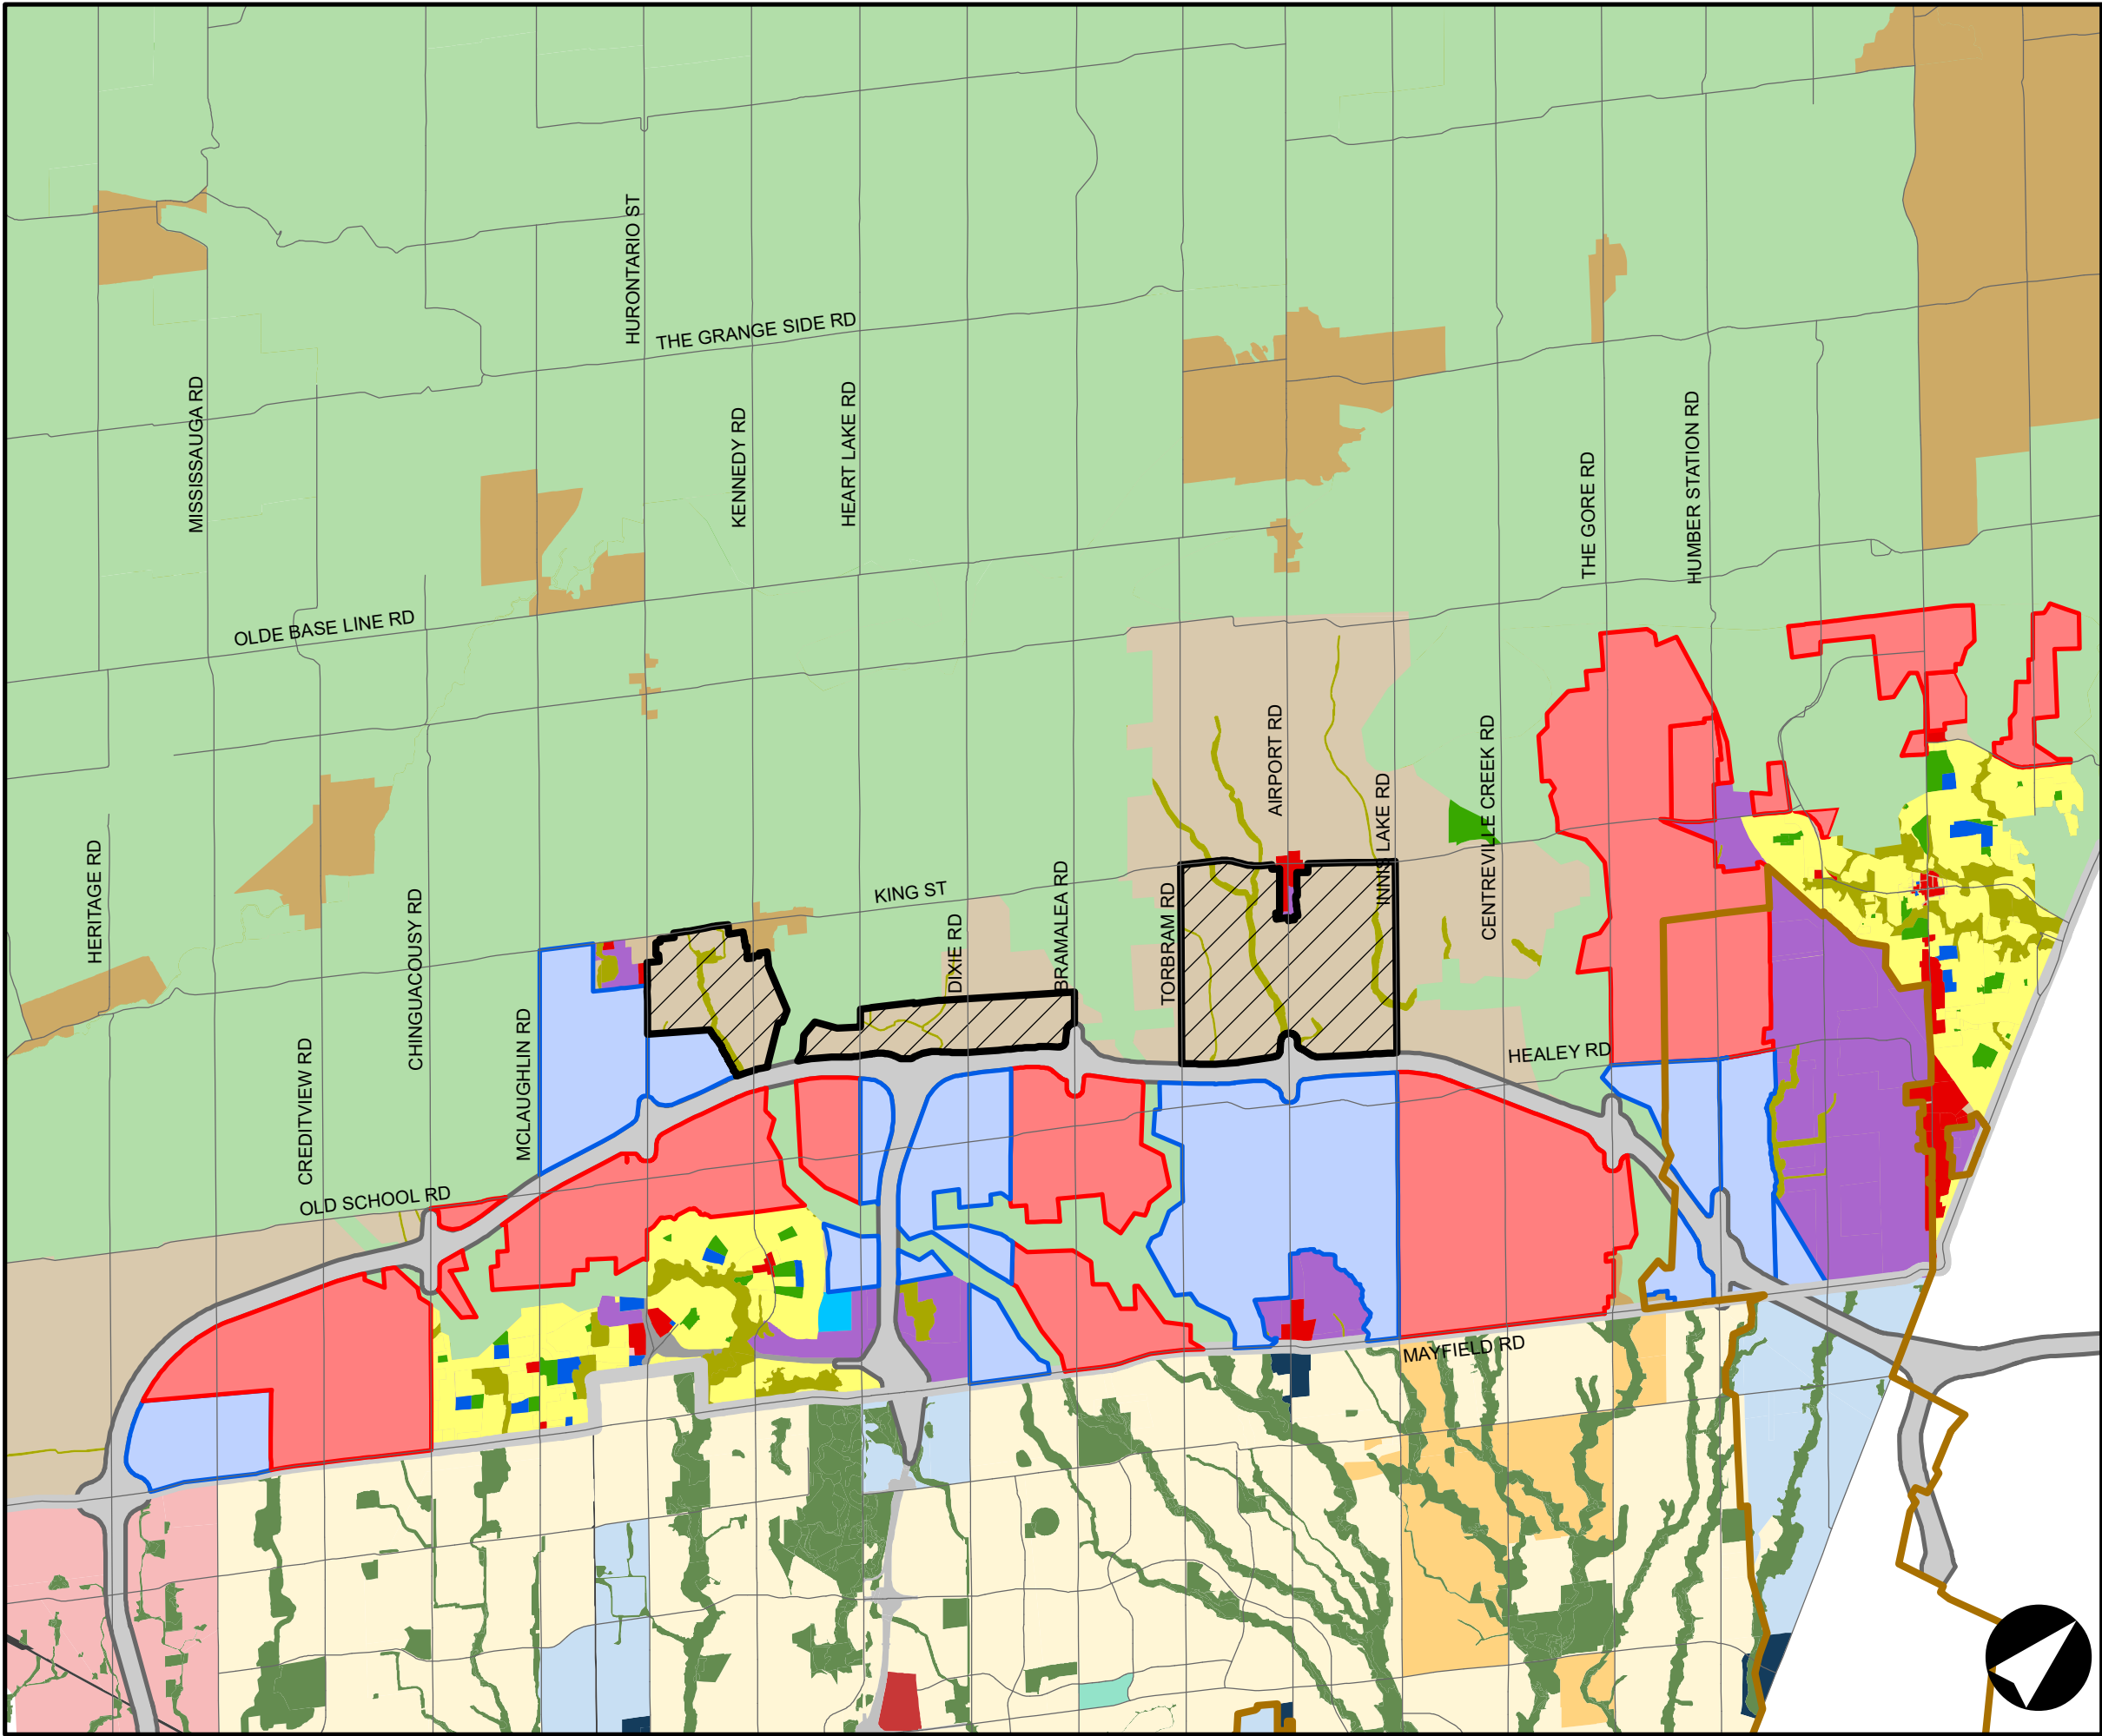 HURONTARIO ST
THE GRANGE SIDE RD
MISSISSAUGA RD
HEART LAKE RD
KENNEDY RD
HUMBER STATION RD
THE GORE RD
OLDE BASE LINE RD
AIRPORT RD
CENTREVILLE CREEK RD
INNIS LAKE RD
HERITAGE RD
KING ST
BRAMALEA RD
TORBRAM RD
CHINGUACOUSY RD
DIXIE RD
MCLAUGHLIN RD
CREDITVIEW RD
HEALEY RD
OLD SCHOOL RD
MAYFIELD RD